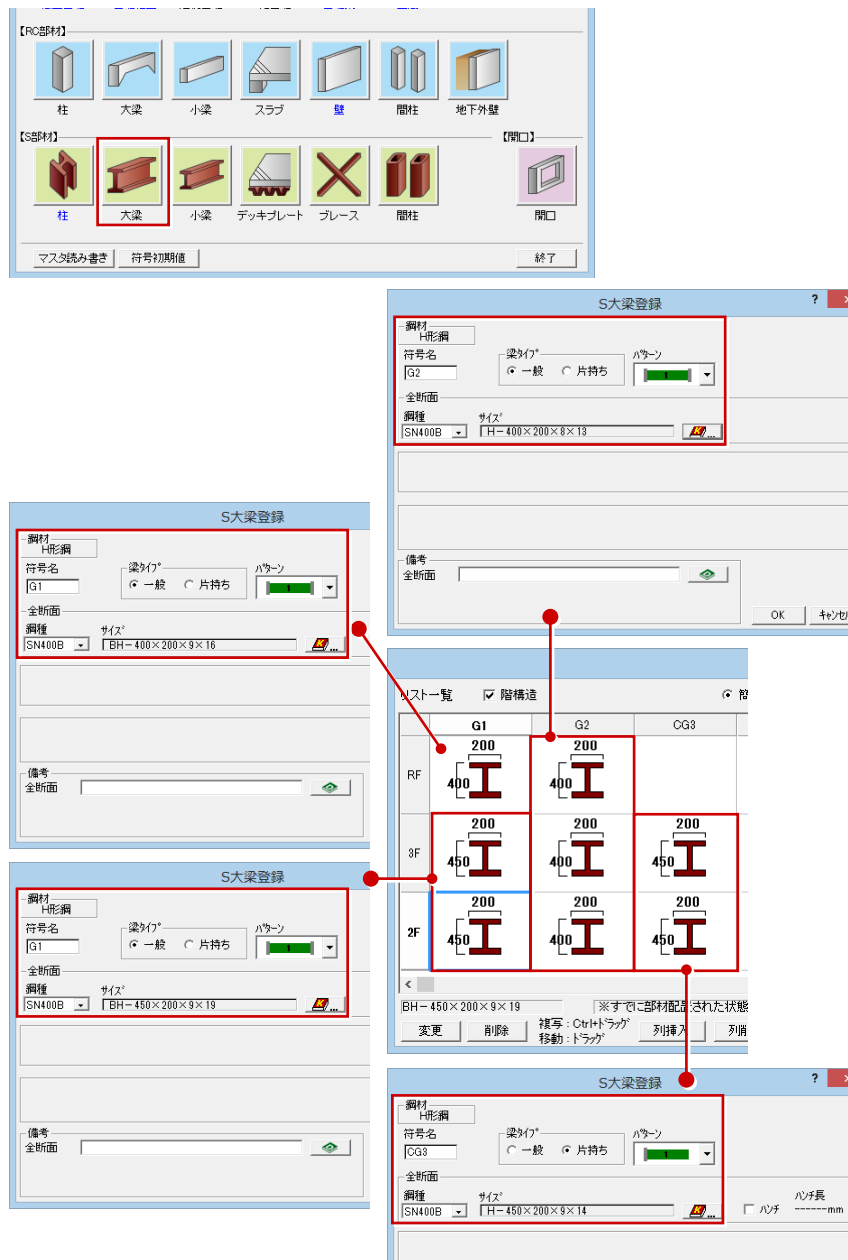 【RC部材】
柱 大梁 小梁 スラブ 壁 間柱 地下外壁
【S部材】 【開口】
柱 大梁 小梁 デッキプレート ブレース 間柱 開口
マスタ読み書き 符号初期値 終了
S大梁登録 ? ×
鋼材
H形鋼
符号名 梁タイプ パターン
G2 一般 片持ち 1
全断面
鋼種 サイズ
SN400B H-400×200×8×13 ...
備考
全断面
OK キャンセル
S大梁登録
鋼材
H形鋼
符号名 梁タイプ パターン
G1 一般 片持ち 1
全断面
鋼種 サイズ
SN400B BH-400×200×9×16 ...
備考
全断面
リスト一覧 階構造
G1 G2 CG3
RF 200 400 200 400
3F 200 450 200 400 200 450
2F 200 450 200 400 200 450
<
BH-450×200×9×19 ※すでに部材配置された状態
変更 削除 複写：Ctrl+ドラッグ 列挿入
移動：ドラッグ
S大梁登録
鋼材
H形鋼
符号名 梁タイプ パターン
G1 一般 片持ち 1
全断面
鋼種 サイズ
SN400B BH-450×200×9×19 ...
備考
全断面
S大梁登録 ? ×
鋼材
H形鋼
符号名 梁タイプ パターン
CG3 一般 片持ち 1
全断面
鋼種 サイズ ハンチ長
SN400B H-450×200×9×14 ... ハンチ ------mm